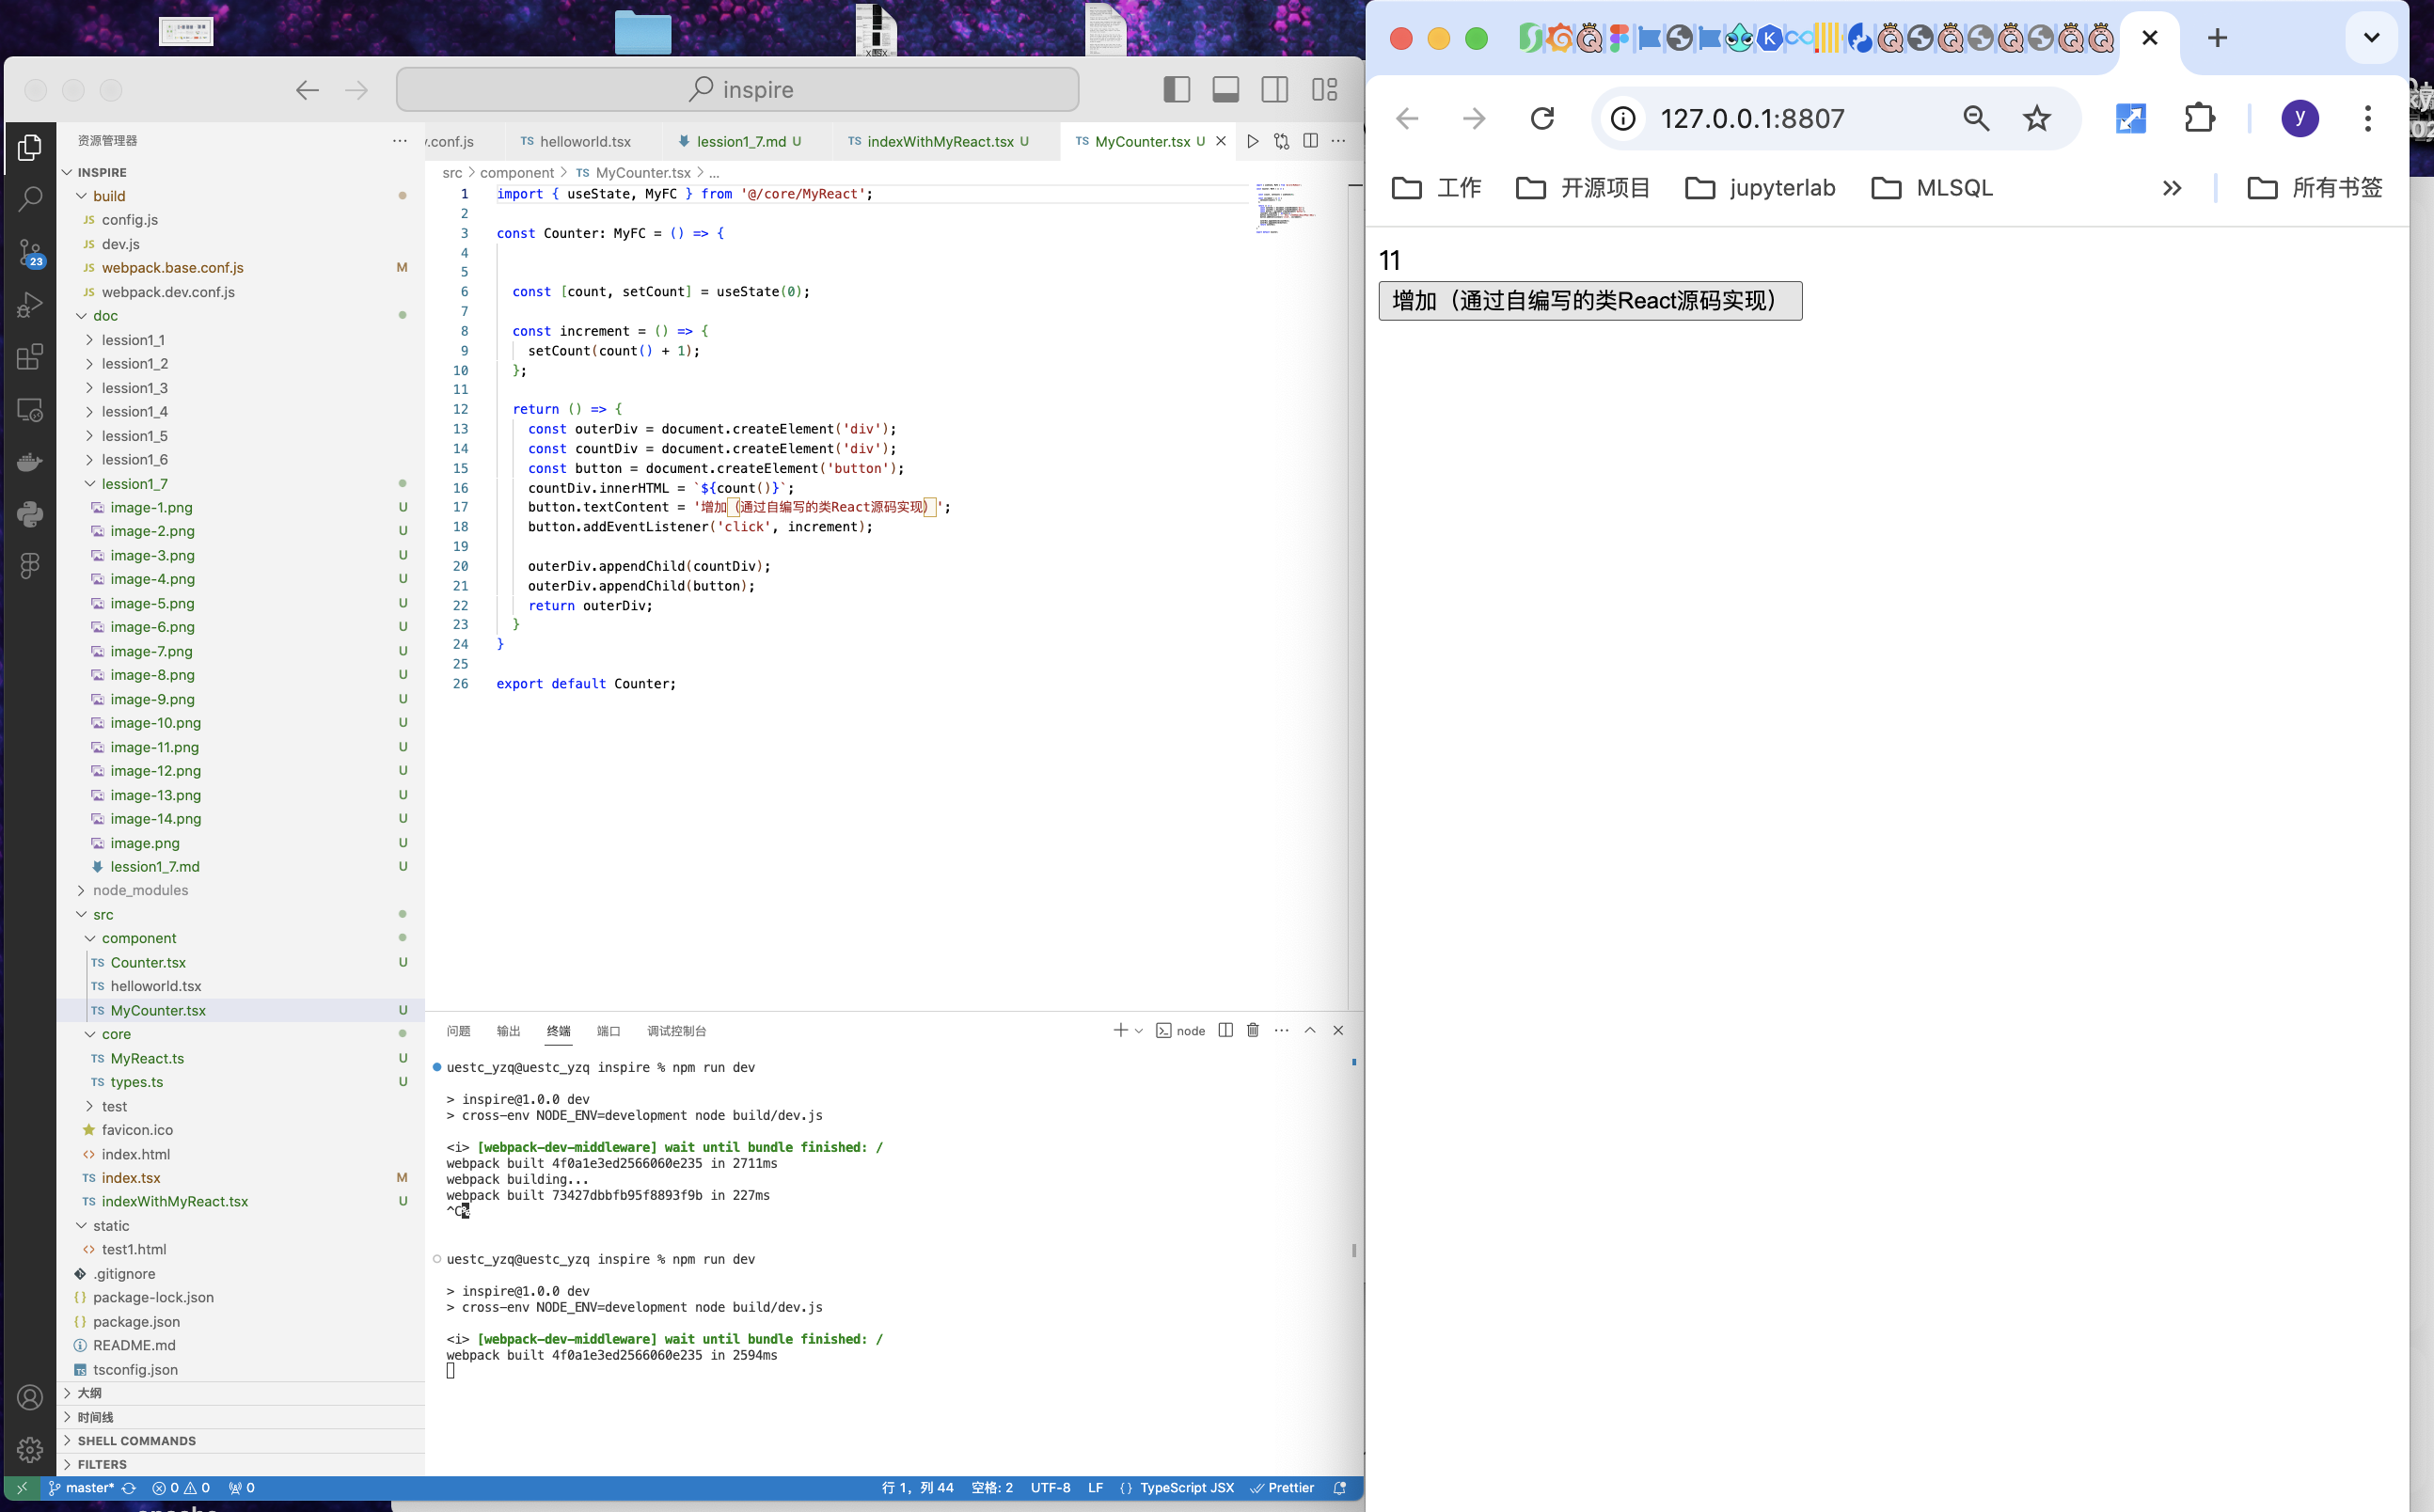 inspire
资源管理器
INSPIRE
build
config.js
dev.js
webpack.base.conf.js M
webpack.dev.conf.js
doc
lession1_1
lession1_2
lession1_3
lession1_4
lession1_5
lession1_6
lession1_7
image-1.png U
image-2.png U
image-3.png U
image-4.png U
image-5.png U
image-6.png U
image-7.png U
image-8.png U
image-9.png U
image-10.png U
image-11.png U
image-12.png U
image-13.png U
image-14.png U
image.png U
lession1_7.md U
node_modules
src
component
TS Counter.tsx U
TS helloworld.tsx
TS MyCounter.tsx U
core
TS MyReact.ts U
TS types.ts U
test
favicon.ico
index.html
TS index.tsx M
TS indexWithMyReact.tsx U
static
test1.html
.gitignore
package-lock.json
package.json
README.md
tsconfig.json
大纲
时间线
SHELL COMMANDS
FILTERS
23
.conf.js
TS helloworld.tsx
lession1_7.md U
TS indexWithMyReact.tsx U
TS MyCounter.tsx U
src > component > TS MyCounter.tsx > ...
1 import { useState, MyFC } from '@/core/MyReact';
2
3 const Counter: MyFC = () => {
4
5
6 const [count, setCount] = useState(0);
7
8 const increment = () => {
9 setCount(count() + 1);
10 };
11
12 return () => {
13 const outerDiv = document.createElement('div');
14 const countDiv = document.createElement('div');
15 const button = document.createElement('button');
16 countDiv.innerHTML = `${count()}`;
17 button.textContent = '增加（通过自编写的类React源码实现）';
18 button.addEventListener('click', increment);
19
20 outerDiv.appendChild(countDiv);
21 outerDiv.appendChild(button);
22 return outerDiv;
23 }
24 }
25
26 export default Counter;
问题 输出 终端 端口 调试控制台
node
uestc_yzq@uestc_yzq inspire % npm run dev
> inspire@1.0.0 dev
> cross-env NODE_ENV=development node build/dev.js
<i> [webpack-dev-middleware] wait until bundle finished: /
webpack built 4f0a1e3ed2566060e235 in 2711ms
webpack building...
webpack built 73427dbbfb95f8893f9b in 227ms
^C%
uestc_yzq@uestc_yzq inspire % npm run dev
> inspire@1.0.0 dev
> cross-env NODE_ENV=development node build/dev.js
<i> [webpack-dev-middleware] wait until bundle finished: /
webpack built 4f0a1e3ed2566060e235 in 2594ms
master* 0 0 0
行 1，列 44 空格: 2 UTF-8 LF {} TypeScript JSX Prettier
127.0.0.1:8807
y
工作 开源项目 jupyterlab MLSQL 所有书签
11
增加（通过自编写的类React源码实现）